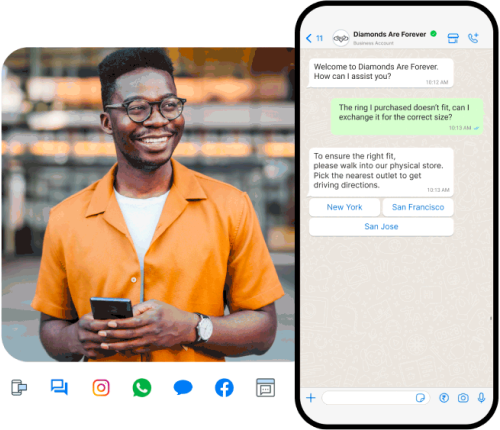 11
Diamonds Are Forever
Business Account
Welcome to Diamonds Are Forever.
How can I assist you?
10:12 AM
The ring I purchased doesn't fit, can I
exchange it for the correct size?
10:13 AM
To ensure the right fit,
please walk into our physical store.
Pick the nearest outlet to get
driving directions.
10:13 AM
New York
San Francisco
San Jose